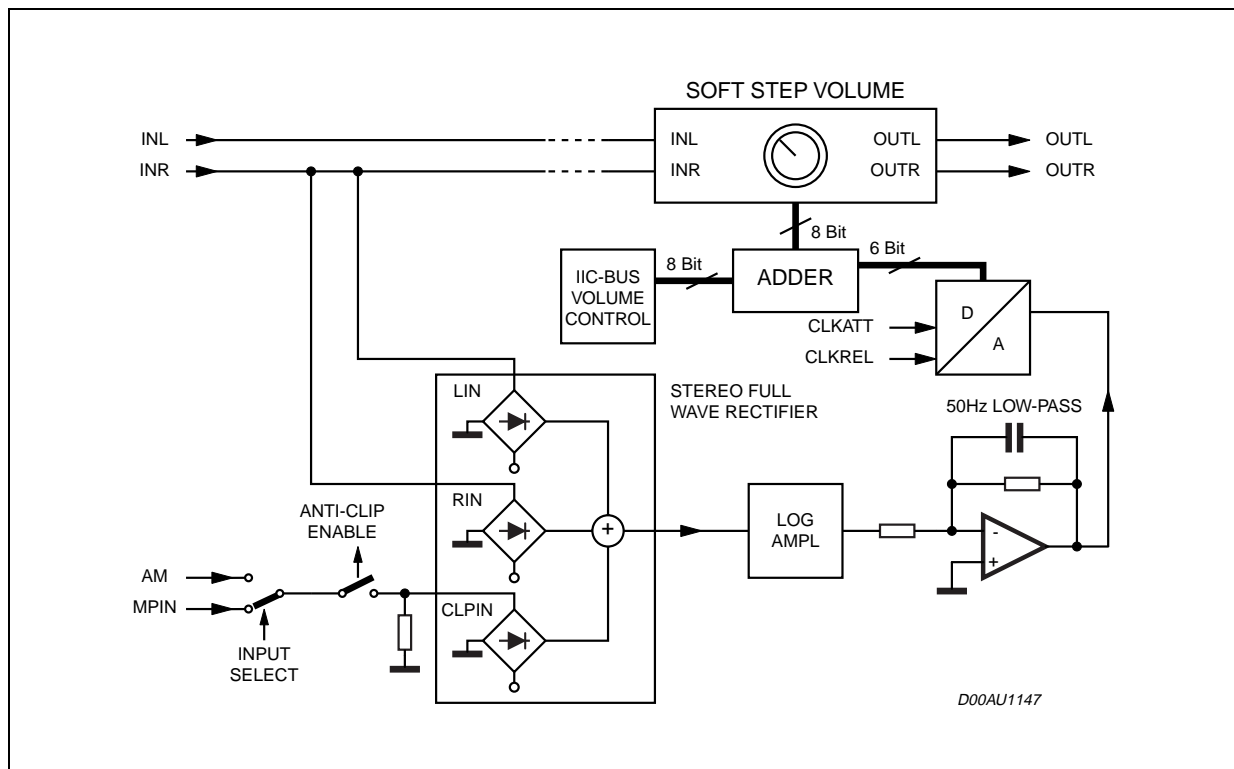 SOFT STEP VOLUME
INL
INL
OUTL
OUTL
INR
INR
OUTR
OUTR
8 Bit
6 Bit
8 Bit
IIC-BUS
VOLUME
CONTROL
ADDER
D
A
CLKATT
CLKREL
LIN
STEREO FULL
WAVE RECTIFIER
50Hz LOW-PASS
RIN
ANTI-CLIP
ENABLE
+
LOG
AMPL
-
+
AM
MPIN
CLPIN
INPUT
SELECT
D00AU1147